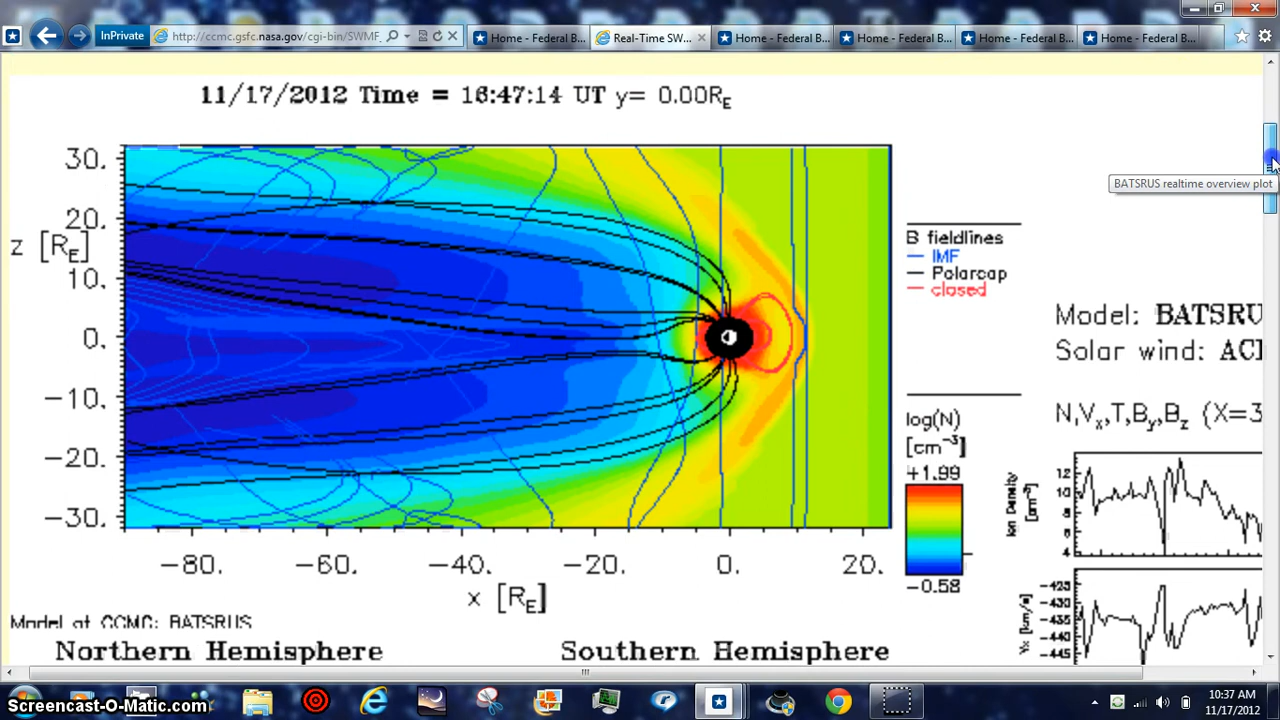 InPrivate
http://ccmc.gsfc.nasa.gov/cgi-bin/SWMF_
Home - Federal B...
Real-Time SW...
Home - Federal B...
Home - Federal B...
Home - Federal B...
Home - Federal B...
11/17/2012 Time = 16:47:14 UT y= 0.00RE
BATSRUS realtime overview plot
30.
20.
z [RE]
10.
0.
-10.
-20.
-30.
-80. -60. -40. -20. 0. 20.
x [RE]
B fieldlines
IMF
Polarcap
closed
log(N)
[cm-3]
+1.99
-0.58
Model: BATSRU
Solar wind: AC
N,Vx,T,By,Bz (X=3
Ion Density
[cm-3]
12
10
8
6
4
Vx [km/s]
-425
-430
-435
-440
-445
Model at CCMC: BATSRUS
Northern Hemisphere
Southern Hemisphere
Screencast-O-Matic.com
10:37 AM
11/17/2012